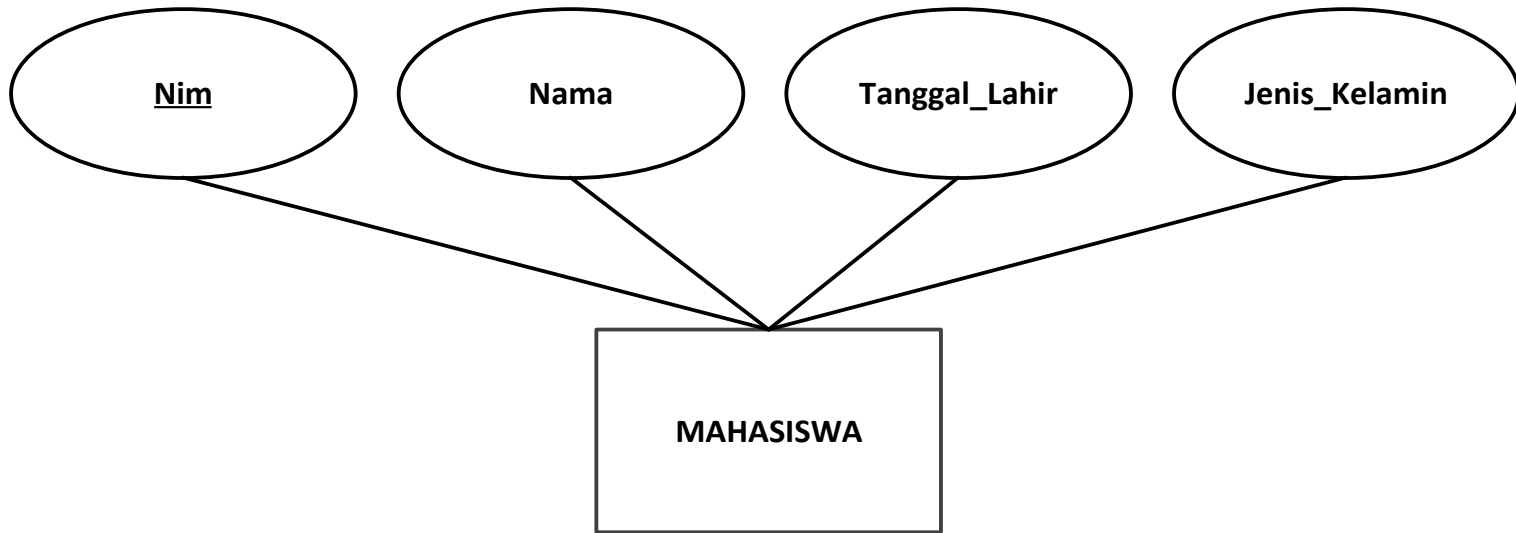 Nim
Nama
Tanggal_Lahir
Jenis_Kelamin
MAHASISWA